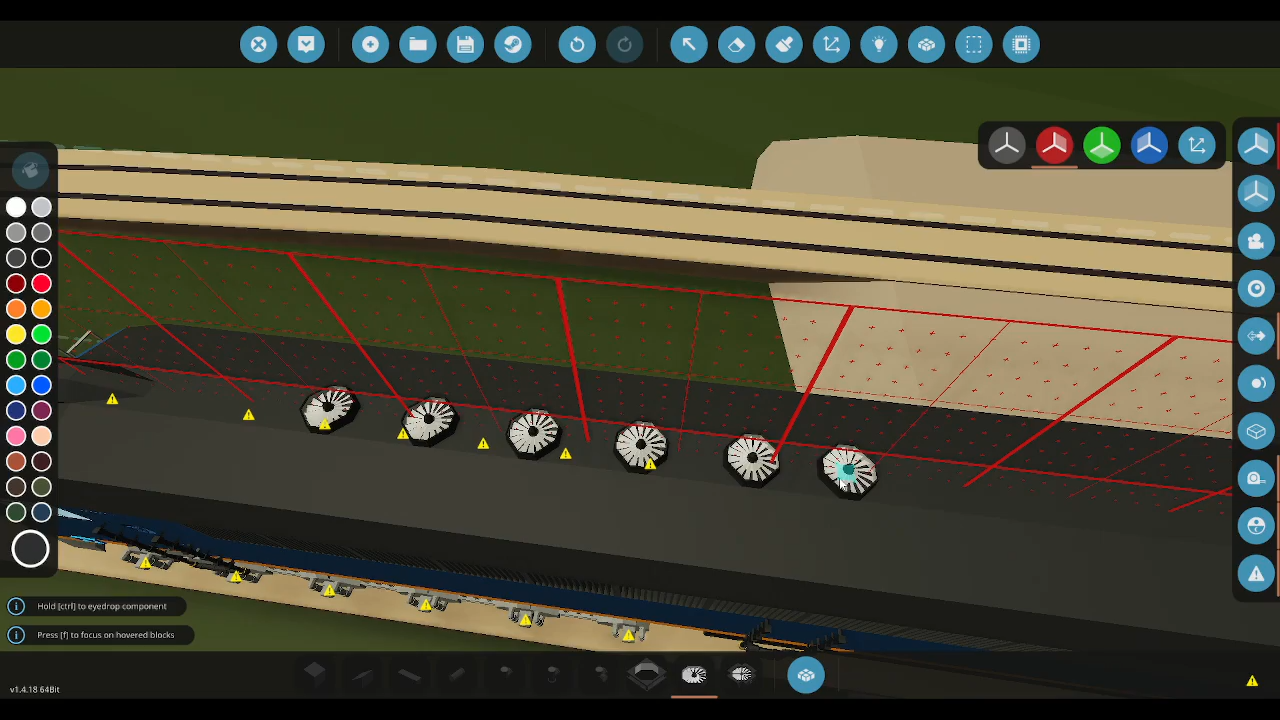 Hold [ctrl] to eyedrop component
Press [f] to focus on hovered blocks
v1.4.18 64Bit